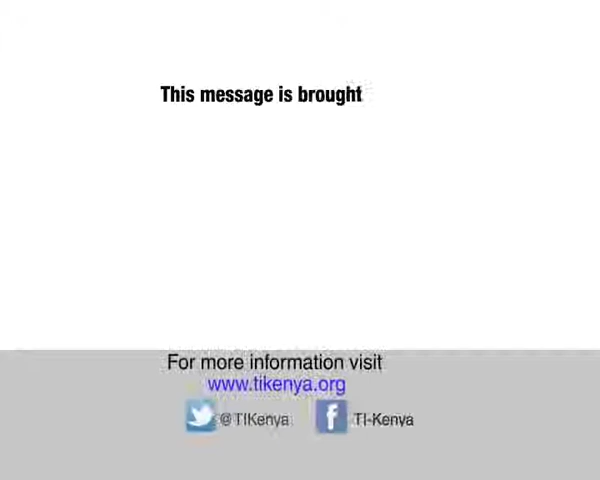 This message is brought
For more information visit
www.tikenya.org
@TIKenya TI-Kenya